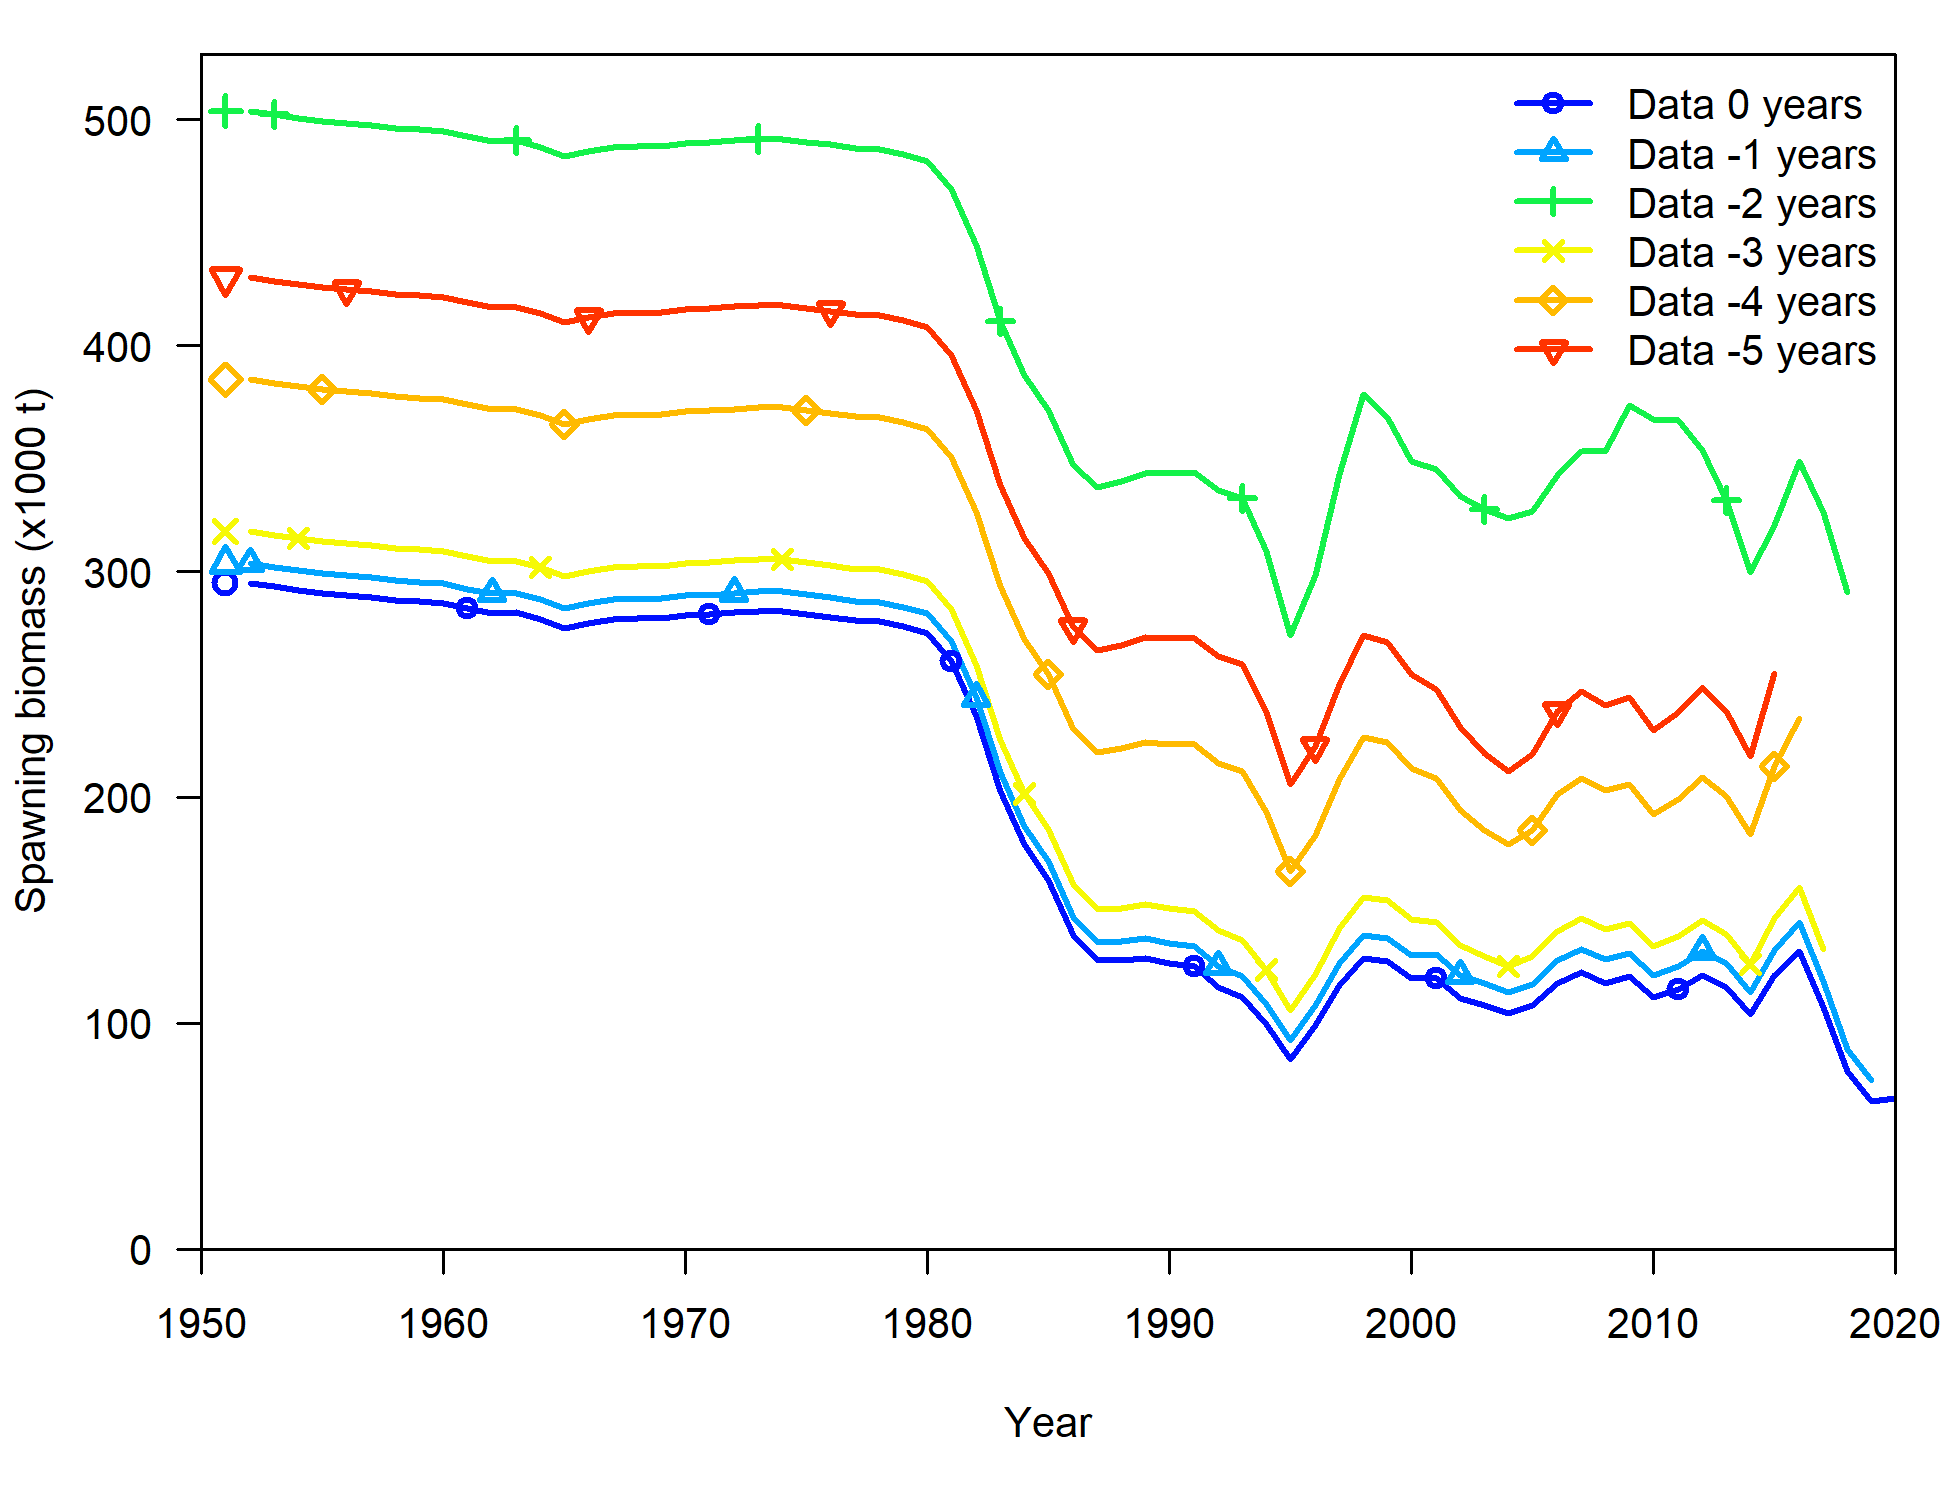 Data 0 years
Data -1 years
Data -2 years
Data -3 years
Data -4 years
Data -5 years
500
400
300
200
100
0
Spawning biomass (x1000 t)
1950 1960 1970 1980 1990 2000 2010 2020
Year